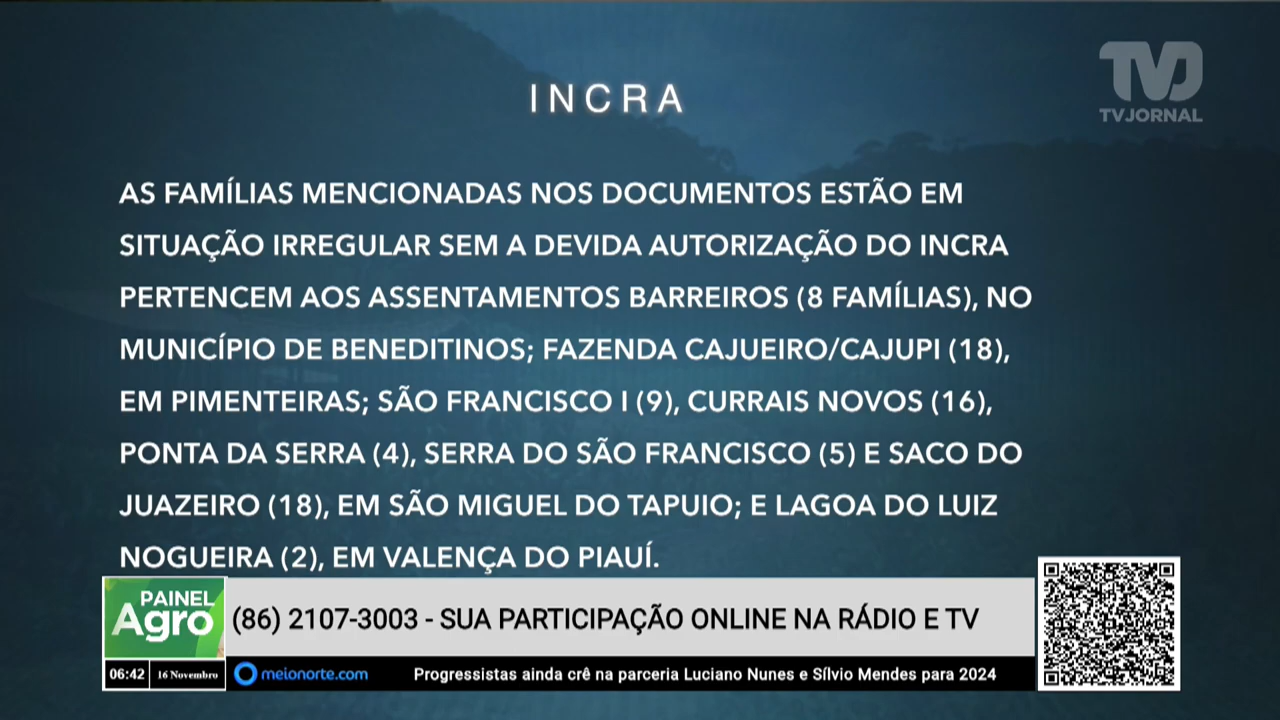 TVJ
TV JORNAL
INCRA
AS FAMÍLIAS MENCIONADAS NOS DOCUMENTOS ESTÃO EM
SITUAÇÃO IRREGULAR SEM A DEVIDA AUTORIZAÇÃO DO INCRA
PERTENCEM AOS ASSENTAMENTOS BARREIROS (8 FAMÍLIAS), NO
MUNICÍPIO DE BENEDITINOS; FAZENDA CAJUEIRO/CAJUPI (18),
EM PIMENTEIRAS; SÃO FRANCISCO I (9), CURRAIS NOVOS (16),
PONTA DA SERRA (4), SERRA DO SÃO FRANCISCO (5) E SACO DO
JUAZEIRO (18), EM SÃO MIGUEL DO TAPUIO; E LAGOA DO LUIZ
NOGUEIRA (2), EM VALENÇA DO PIAUÍ.
PAINEL
Agro
(86) 2107-3003 - SUA PARTICIPAÇÃO ONLINE NA RÁDIO E TV
06:42
16 Novembro
meionorte.com
Progressistas ainda crê na parceria Luciano Nunes e Sílvio Mendes para 2024